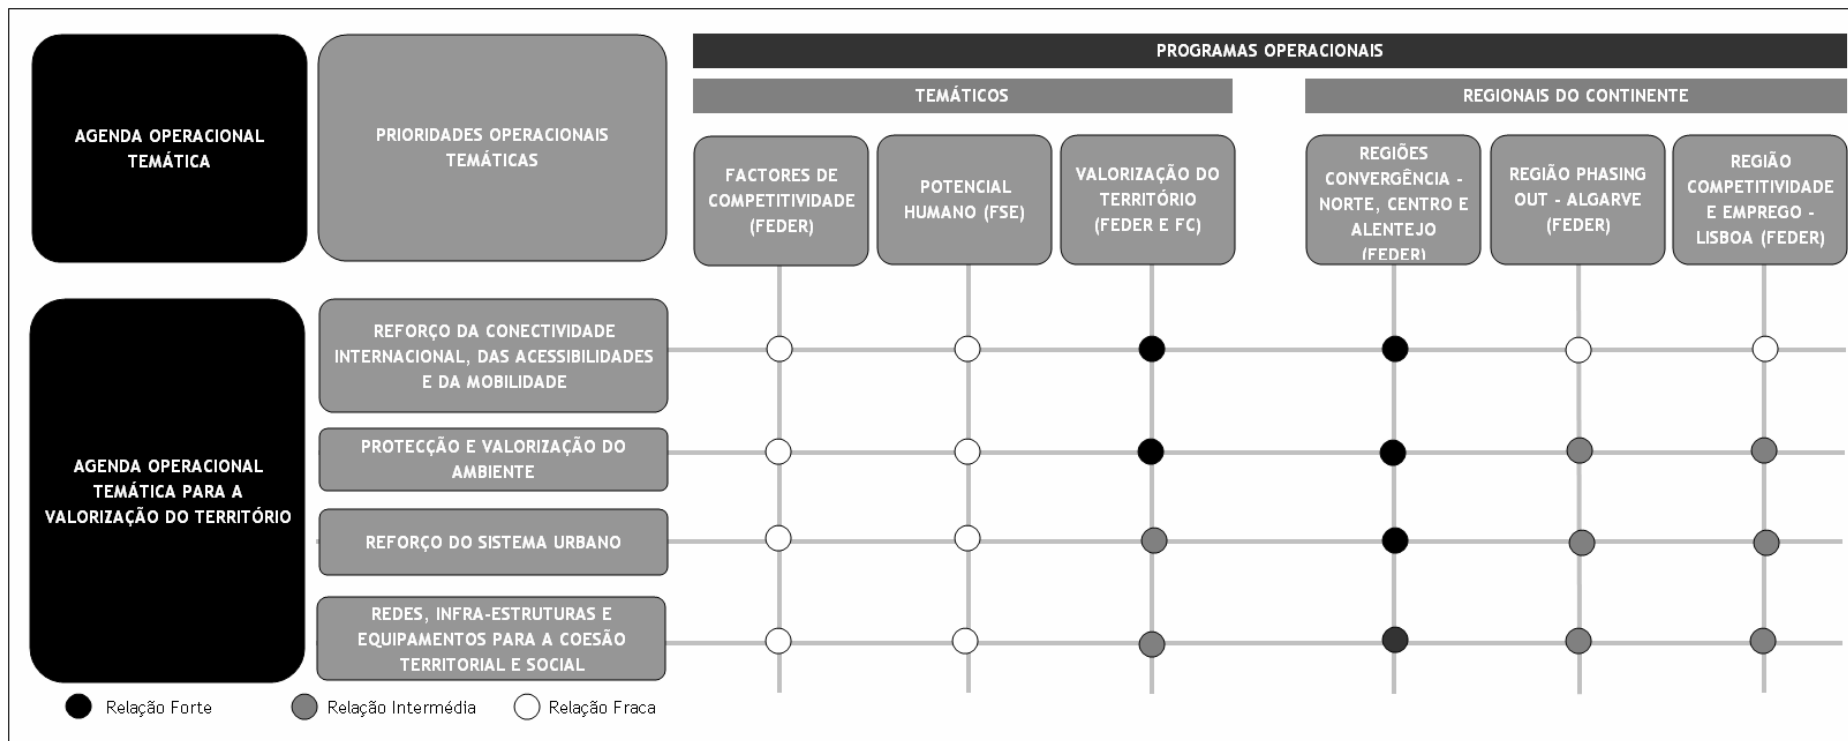 PROGRAMAS OPERACIONAIS
TEMÁTICOS
REGIONAIS DO CONTINENTE
AGENDA OPERACIONAL
TEMÁTICA
PRIORIDADES OPERACIONAIS
TEMÁTICAS
FACTORES DE
COMPETITIVIDADE
(FEDER)
POTENCIAL
HUMANO (FSE)
VALORIZAÇÃO DO
TERRITÓRIO
(FEDER E FC)
REGIÕES
CONVERGÊNCIA -
NORTE, CENTRO E
ALENTEJO
(FEDER)
REGIÃO PHASING
OUT - ALGARVE
(FEDER)
REGIÃO
COMPETITIVIDADE
E EMPREGO -
LISBOA (FEDER)
AGENDA OPERACIONAL
TEMÁTICA PARA A
VALORIZAÇÃO DO TERRITÓRIO
REFORÇO DA CONECTIVIDADE
INTERNACIONAL, DAS ACESSIBILIDADES
E DA MOBILIDADE
PROTECÇÃO E VALORIZAÇÃO DO
AMBIENTE
REFORÇO DO SISTEMA URBANO
REDES, INFRA-ESTRUTURAS E
EQUIPAMENTOS PARA A COESÃO
TERRITORIAL E SOCIAL
Relação Forte
Relação Intermédia
Relação Fraca